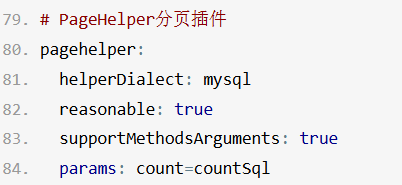 79. # PageHelper分页插件
80. pagehelper:
81.   helperDialect: mysql
82.   reasonable: true
83.   supportMethodsArguments: true
84.   params: count=countSql